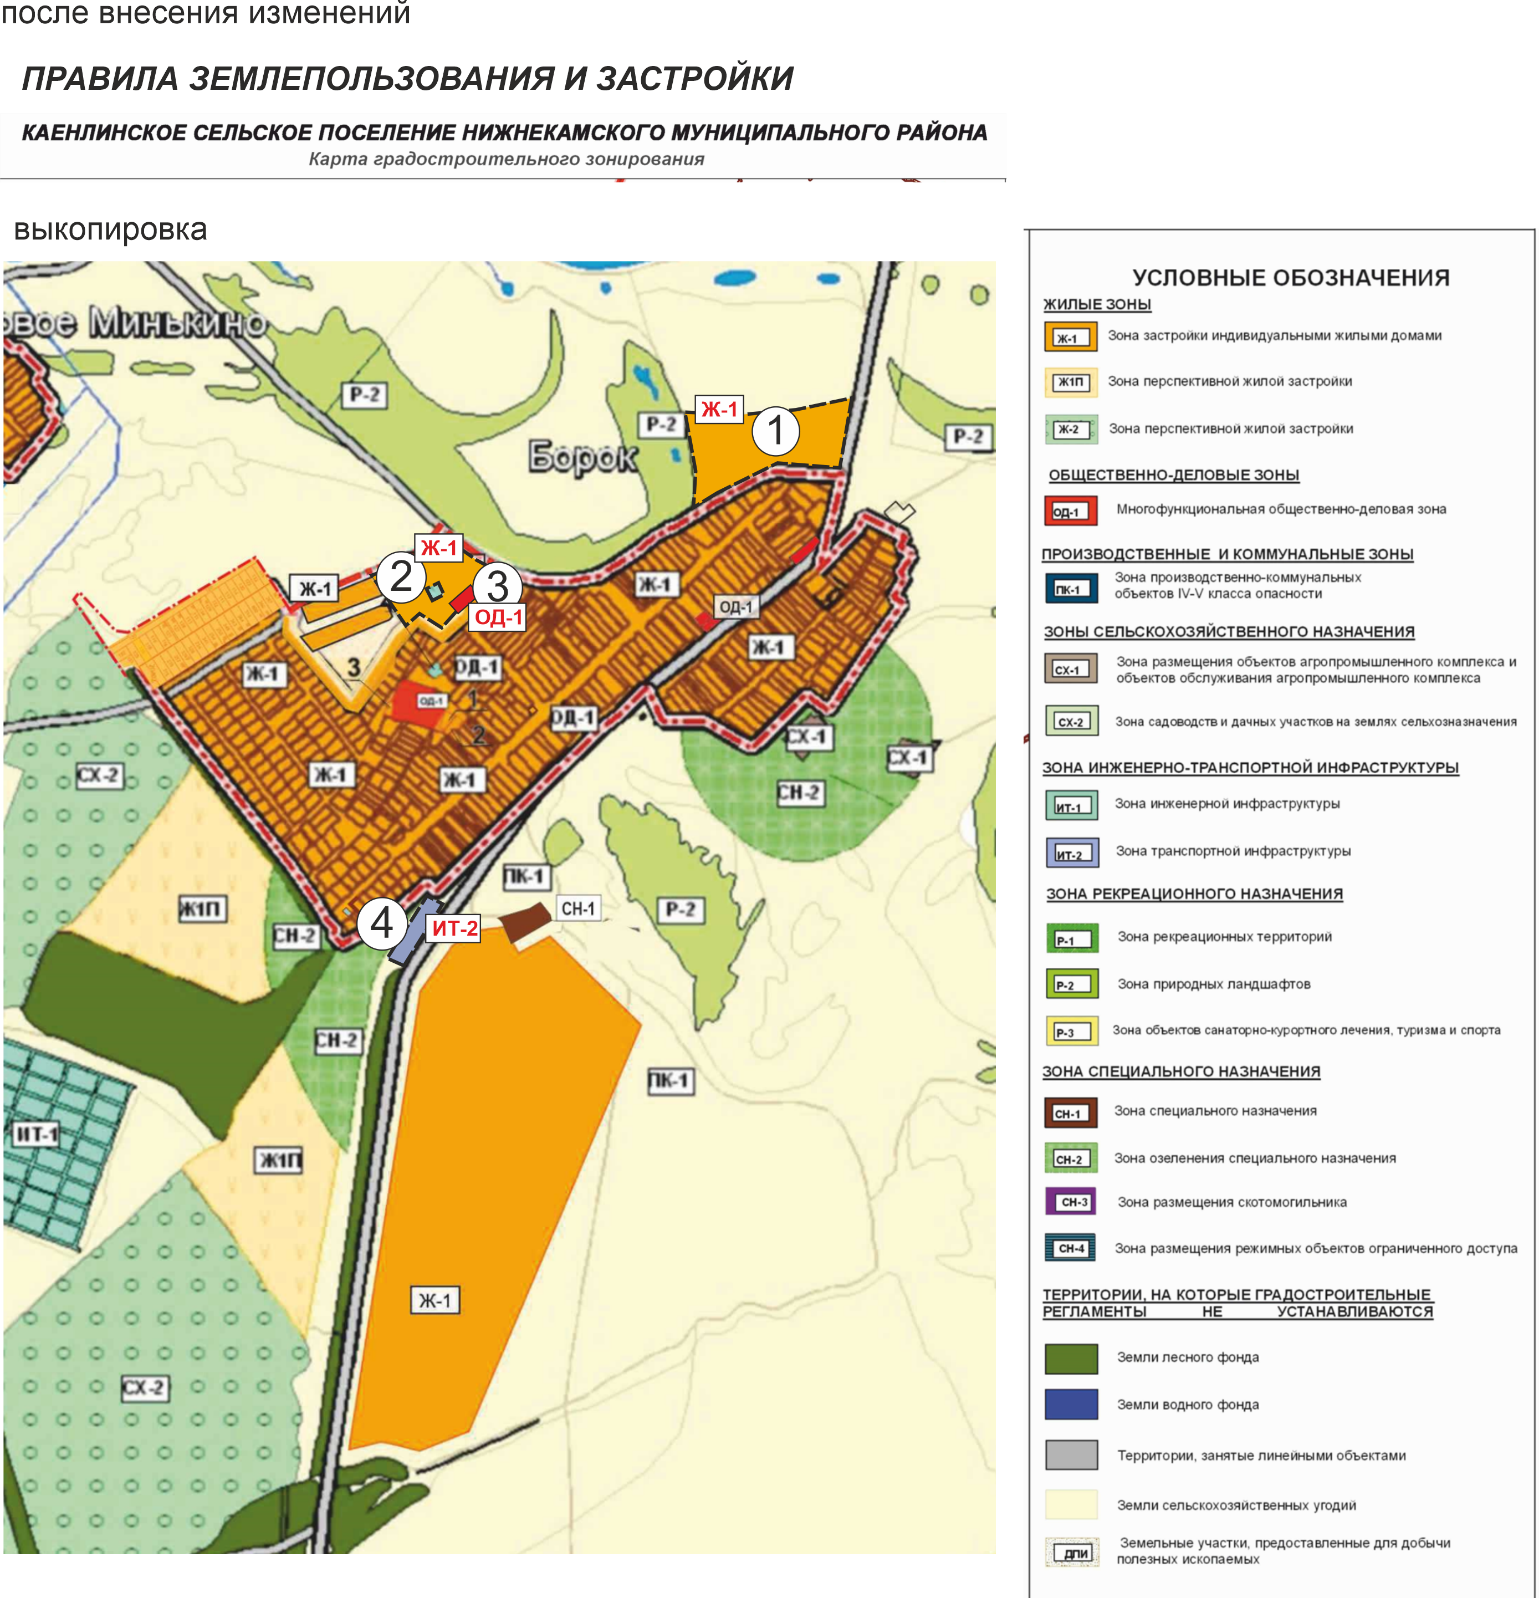 после внесения изменений
ПРАВИЛА ЗЕМЛЕПОЛЬЗОВАНИЯ И ЗАСТРОЙКИ
КАЕНЛИНСКОЕ СЕЛЬСКОЕ ПОСЕЛЕНИЕ НИЖНЕКАМСКОГО МУНИЦИПАЛЬНОГО РАЙОНА
Карта градостроительного зонирования
выкопировка
овое Минькино
Р-2
Р-2
Ж-1
1
Р-2
Борок
Ж-1
2
3
Ж-1
ОД-1
Ж-1
ОД-1
Ж-1
3
Ж-1
ОД-1
ОД-1
1
2
ОД-1
Ж-1
Ж-1
СХ-2
СХ-1
СХ-1
СН-2
ПК-1
Ж1П
СН-1
Р-2
4
ИТ-2
СН-2
СН-2
ПК-1
ИТ-1
Ж1П
Ж-1
СХ-2
УСЛОВНЫЕ ОБОЗНАЧЕНИЯ
ЖИЛЫЕ ЗОНЫ
Ж-1 Зона застройки индивидуальными жилыми домами
Ж1П Зона перспективной жилой застройки
Ж-2 Зона перспективной жилой застройки
ОБЩЕСТВЕННО-ДЕЛОВЫЕ ЗОНЫ
ОД-1 Многофункциональная общественно-деловая зона
ПРОИЗВОДСТВЕННЫЕ И КОММУНАЛЬНЫЕ ЗОНЫ
ПК-1 Зона производственно-коммунальных
объектов IV-V класса опасности
ЗОНЫ СЕЛЬСКОХОЗЯЙСТВЕННОГО НАЗНАЧЕНИЯ
СХ-1 Зона размещения объектов агропромышленного комплекса и
объектов обслуживания агропромышленного комплекса
СХ-2 Зона садоводств и дачных участков на землях сельхозназначения
ЗОНА ИНЖЕНЕРНО-ТРАНСПОРТНОЙ ИНФРАСТРУКТУРЫ
ИТ-1 Зона инженерной инфраструктуры
ИТ-2 Зона транспортной инфраструктуры
ЗОНА РЕКРЕАЦИОННОГО НАЗНАЧЕНИЯ
Р-1 Зона рекреационных территорий
Р-2 Зона природных ландшафтов
Р-3 Зона объектов санаторно-курортного лечения, туризма и спорта
ЗОНА СПЕЦИАЛЬНОГО НАЗНАЧЕНИЯ
СН-1 Зона специального назначения
СН-2 Зона озеленения специального назначения
СН-3 Зона размещения скотомогильника
СН-4 Зона размещения режимных объектов ограниченного доступа
ТЕРРИТОРИИ, НА КОТОРЫЕ ГРАДОСТРОИТЕЛЬНЫЕ
РЕГЛАМЕНТЫ НЕ УСТАНАВЛИВАЮТСЯ
Земли лесного фонда
Земли водного фонда
Территории, занятые линейными объектами
Земли сельскохозяйственных угодий
ДПИ Земельные участки, предоставленные для добычи
полезных ископаемых